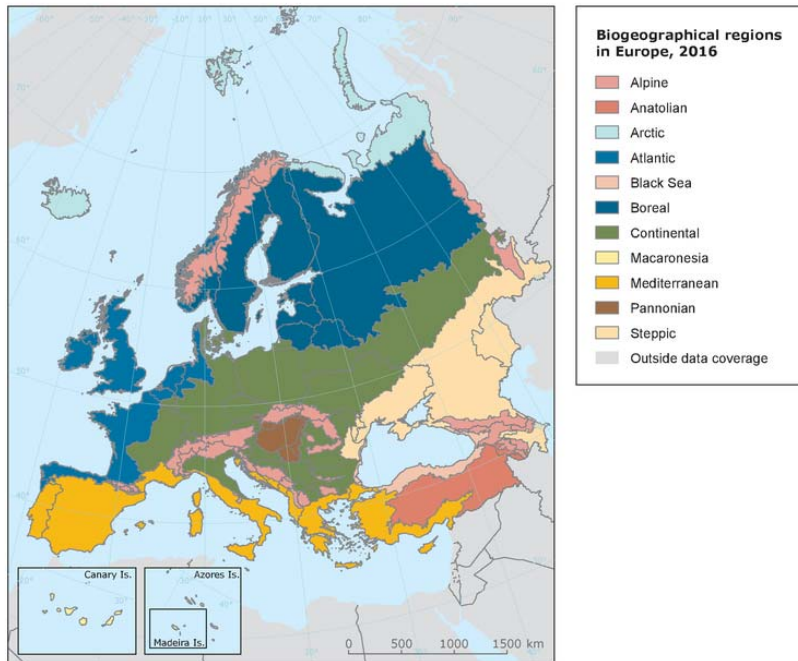 Biogeographical regions
in Europe, 2016
Alpine
Anatolian
Arctic
Atlantic
Black Sea
Boreal
Continental
Macaronesia
Mediterranean
Pannonian
Steppic
Outside data coverage
Canary Is.
Azores Is.
Madeira Is.
0 500 1000 1500 km